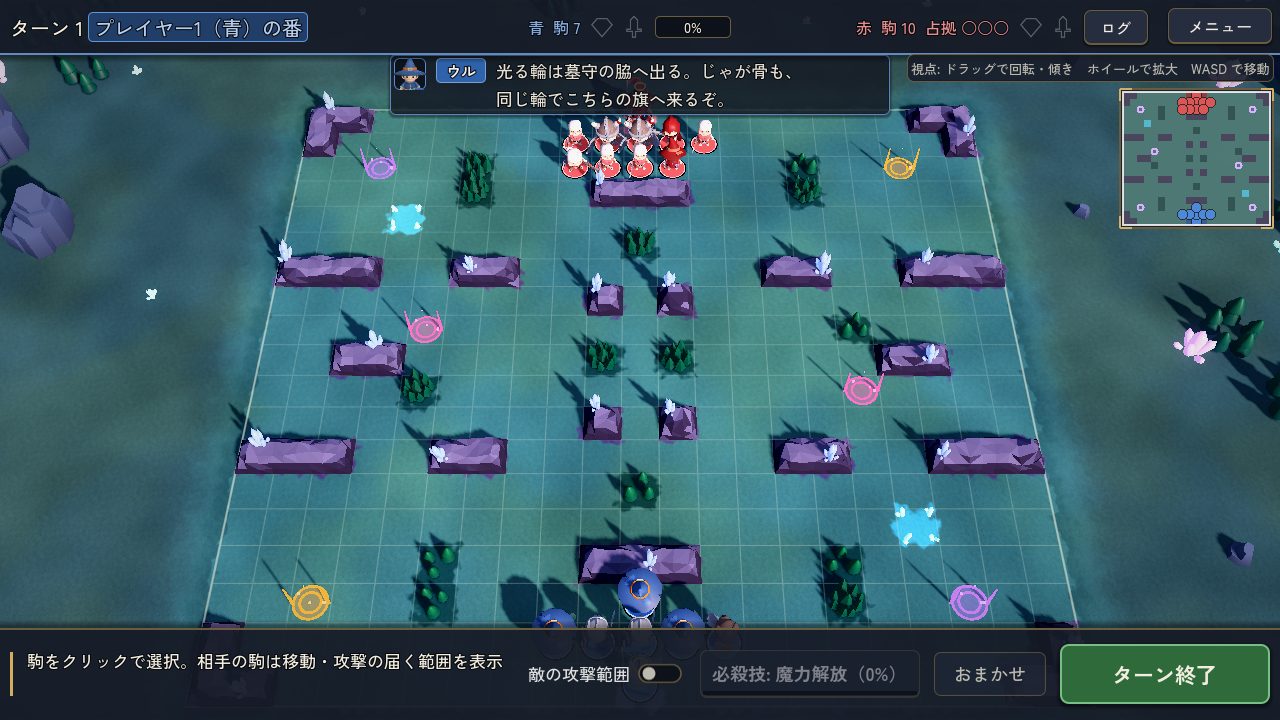 ターン 1 プレイヤー1（青）の番
青 駒 7 0%
赤 駒 10 占拠 〇〇〇
ログ
メニュー
ウル 光る輪は墓守の脇へ出る。じゃが骨も、
同じ輪でこちらの旗へ来るぞ。
視点: ドラッグで回転・傾き ホイールで拡大 WASD で移動
駒をクリックで選択。相手の駒は移動・攻撃の届く範囲を表示
敵の攻撃範囲
必殺技: 魔力解放（0%）
おまかせ
ターン終了